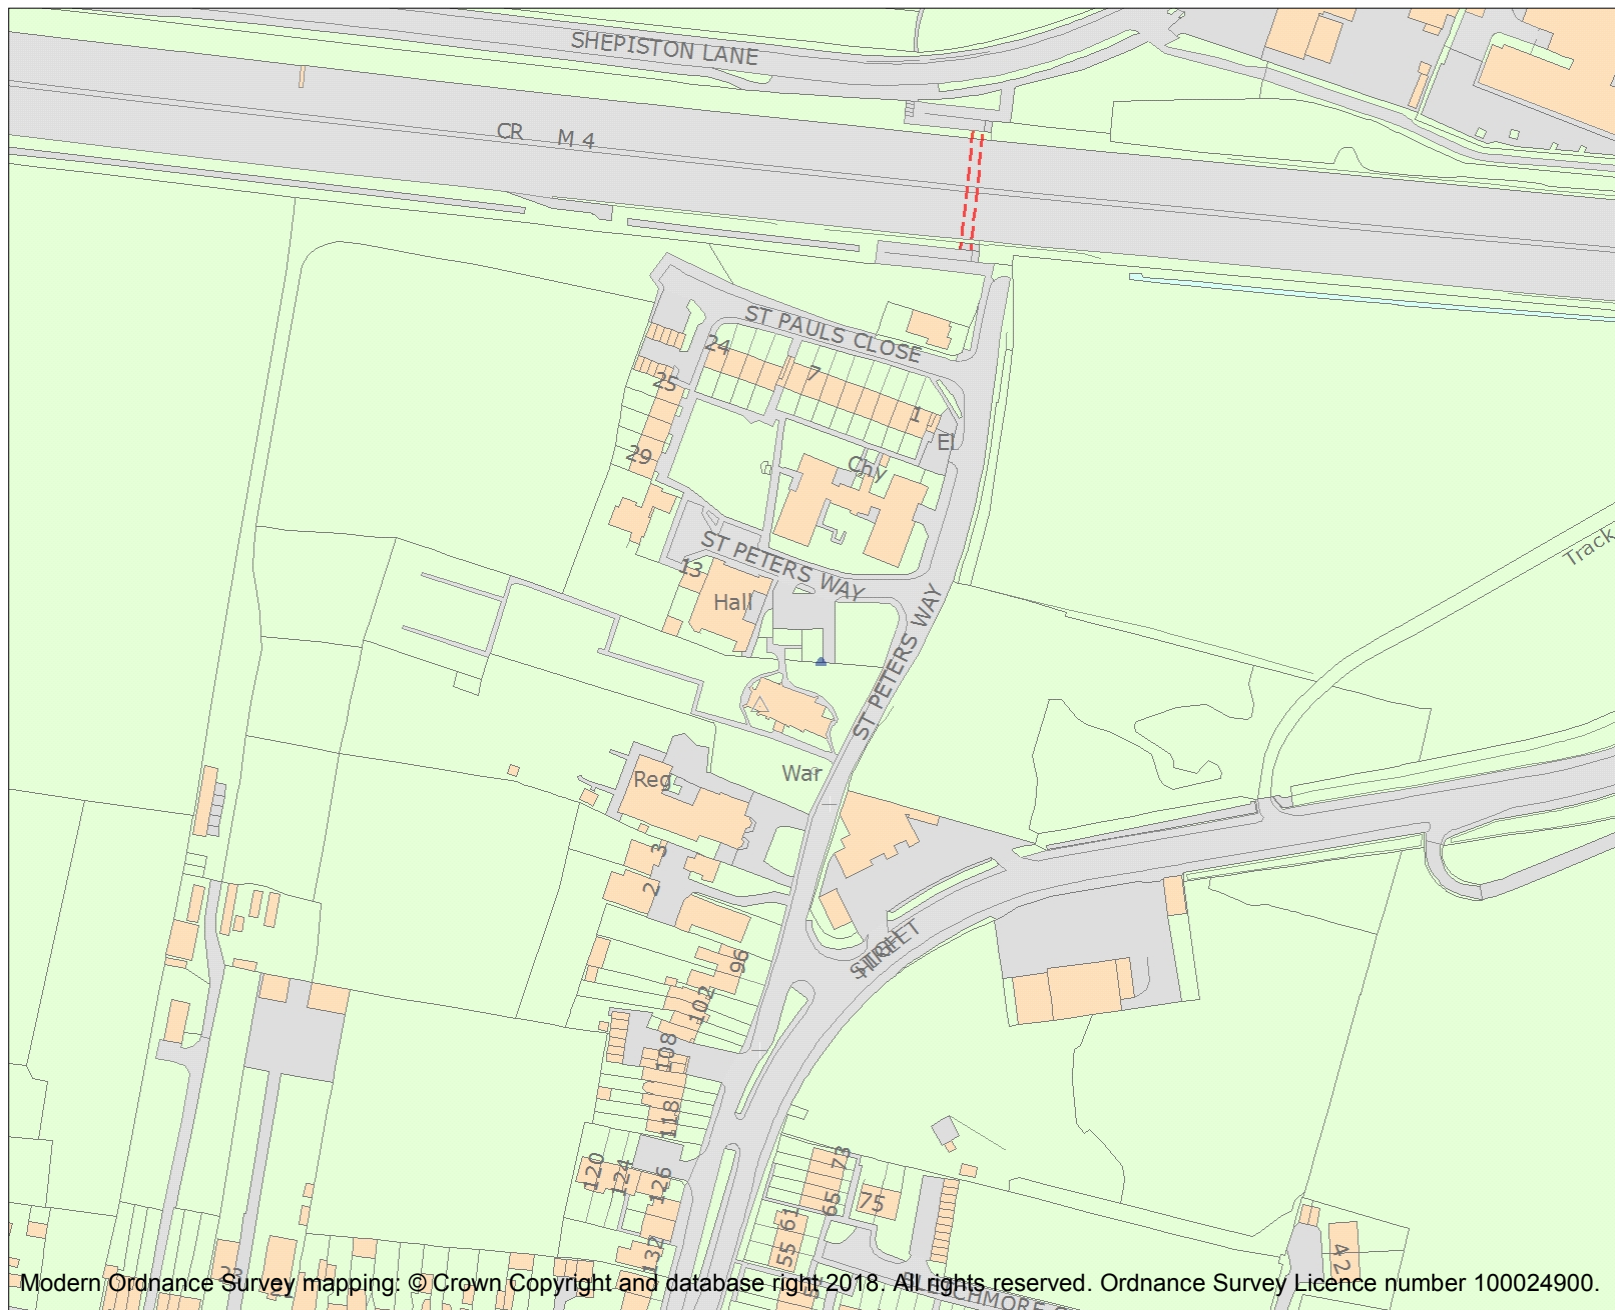 SHEPISTON LANE
CR M 4
ST PAULS CLOSE
24
7
25
1
29
El
Chy
ST PETERS WAY
13
Hall
ST PETERS WAY
Track
Reg
War
3
2
96
HIGH
STREET
102
108
118
120
124
126
132
73
65
75
61
55
42
Modern Ordnance Survey mapping: © Crown Copyright and database right 2018. All rights reserved. Ordnance Survey Licence number 100024900.